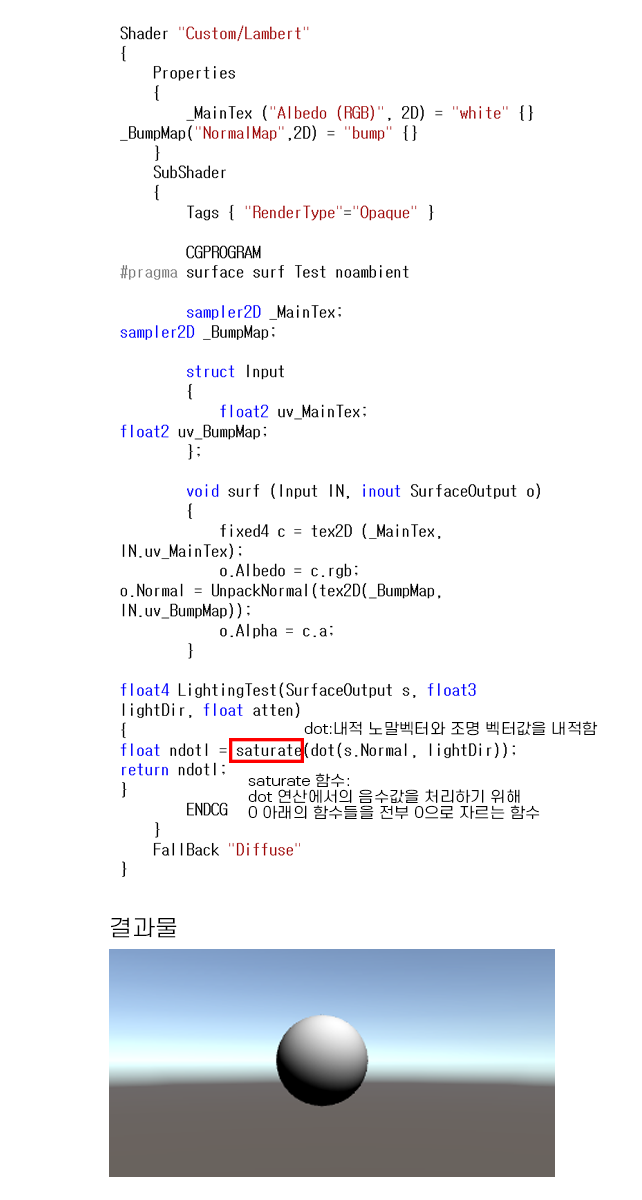 Shader "Custom/Lambert"
{
Properties
{
_MainTex ("Albedo (RGB)", 2D) = "white" {}
_BumpMap("NormalMap",2D) = "bump" {}
}
SubShader
{
Tags { "RenderType"="Opaque" }
CGPROGRAM
#pragma surface surf Test noambient
sampler2D _MainTex;
sampler2D _BumpMap;
struct Input
{
float2 uv_MainTex;
float2 uv_BumpMap;
};
void surf (Input IN, inout SurfaceOutput o)
{
fixed4 c = tex2D (_MainTex,
IN.uv_MainTex);
o.Albedo = c.rgb;
o.Normal = UnpackNormal(tex2D(_BumpMap,
IN.uv_BumpMap));
o.Alpha = c.a;
}
float4 LightingTest(SurfaceOutput s, float3
lightDir, float atten)
{
dot:내적 노말벡터와 조명 벡터값을 내적함
float ndotl = saturate(dot(s.Normal, lightDir));
return ndotl;
}
saturate 함수:
dot 연산에서의 음수값을 처리하기 위해
0 아래의 함수들을 전부 0으로 자르는 함수
ENDCG
}
FallBack "Diffuse"
}
결과물